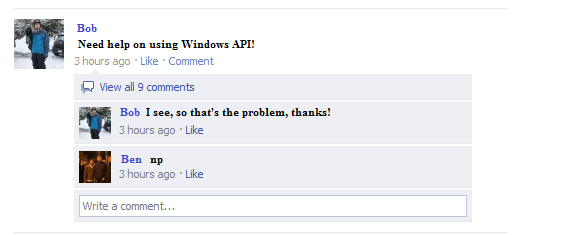 Bob
Need help on using Windows API!
3 hours ago · Like · Comment
View all 9 comments
Bob I see, so that's the problem, thanks!
3 hours ago · Like
Ben np
3 hours ago · Like
Write a comment...